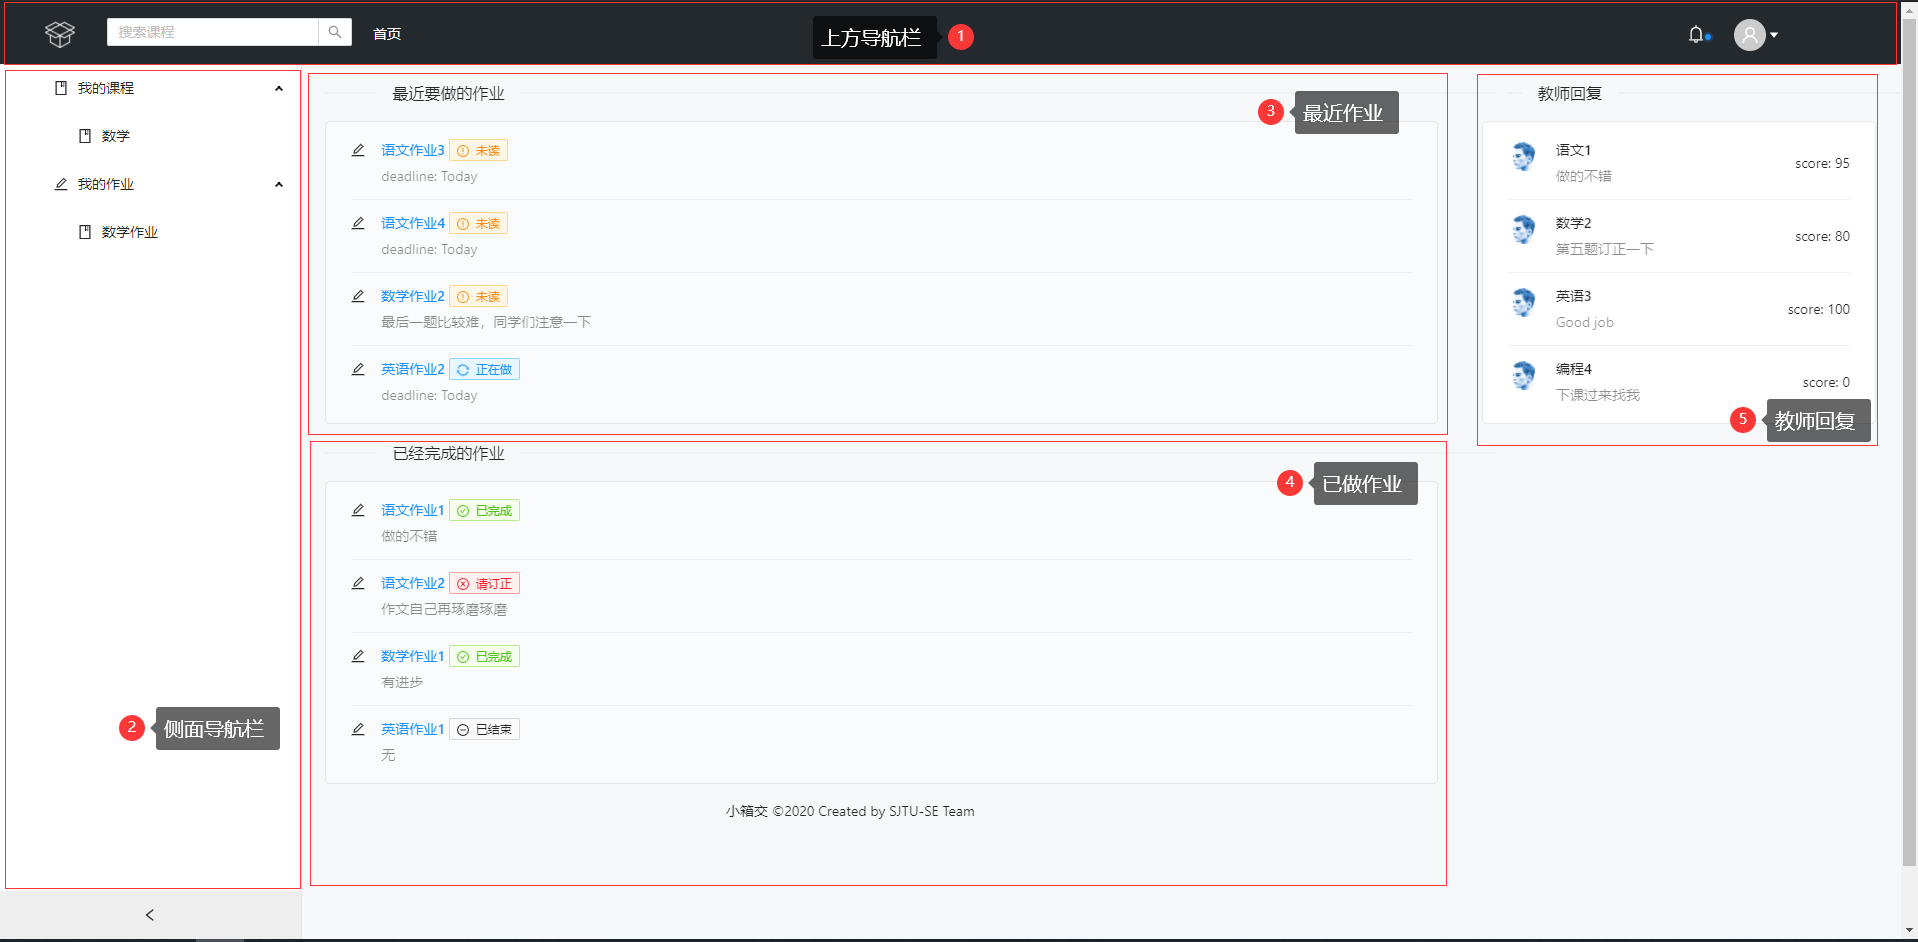 搜索课程
首页
上方导航栏
1
我的课程
数学
我的作业
数学作业
2
侧面导航栏
最近要做的作业
3
最近作业
语文作业3
未读
deadline: Today
语文作业4
未读
deadline: Today
数学作业2
未读
最后一题比较难，同学们注意一下
英语作业2
正在做
deadline: Today
已经完成的作业
4
已做作业
语文作业1
已完成
做的不错
语文作业2
请订正
作文自己再琢磨琢磨
数学作业1
已完成
有进步
英语作业1
已结束
无
小箱交 ©2020 Created by SJTU-SE Team
教师回复
语文1
做的不错
score: 95
数学2
第五题订正一下
score: 80
英语3
Good job
score: 100
编程4
下课过来找我
score: 0
5
教师回复